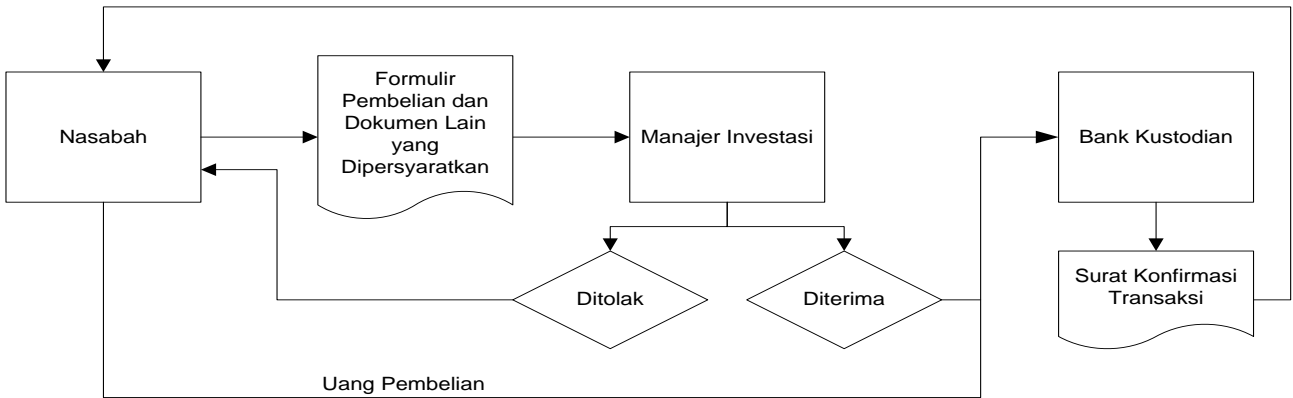 Nasabah
Formulir
Pembelian dan
Dokumen Lain
yang
Dipersyaratkan
Manajer Investasi
Bank Kustodian
Ditolak
Diterima
Surat Konfirmasi
Transaksi
Uang Pembelian